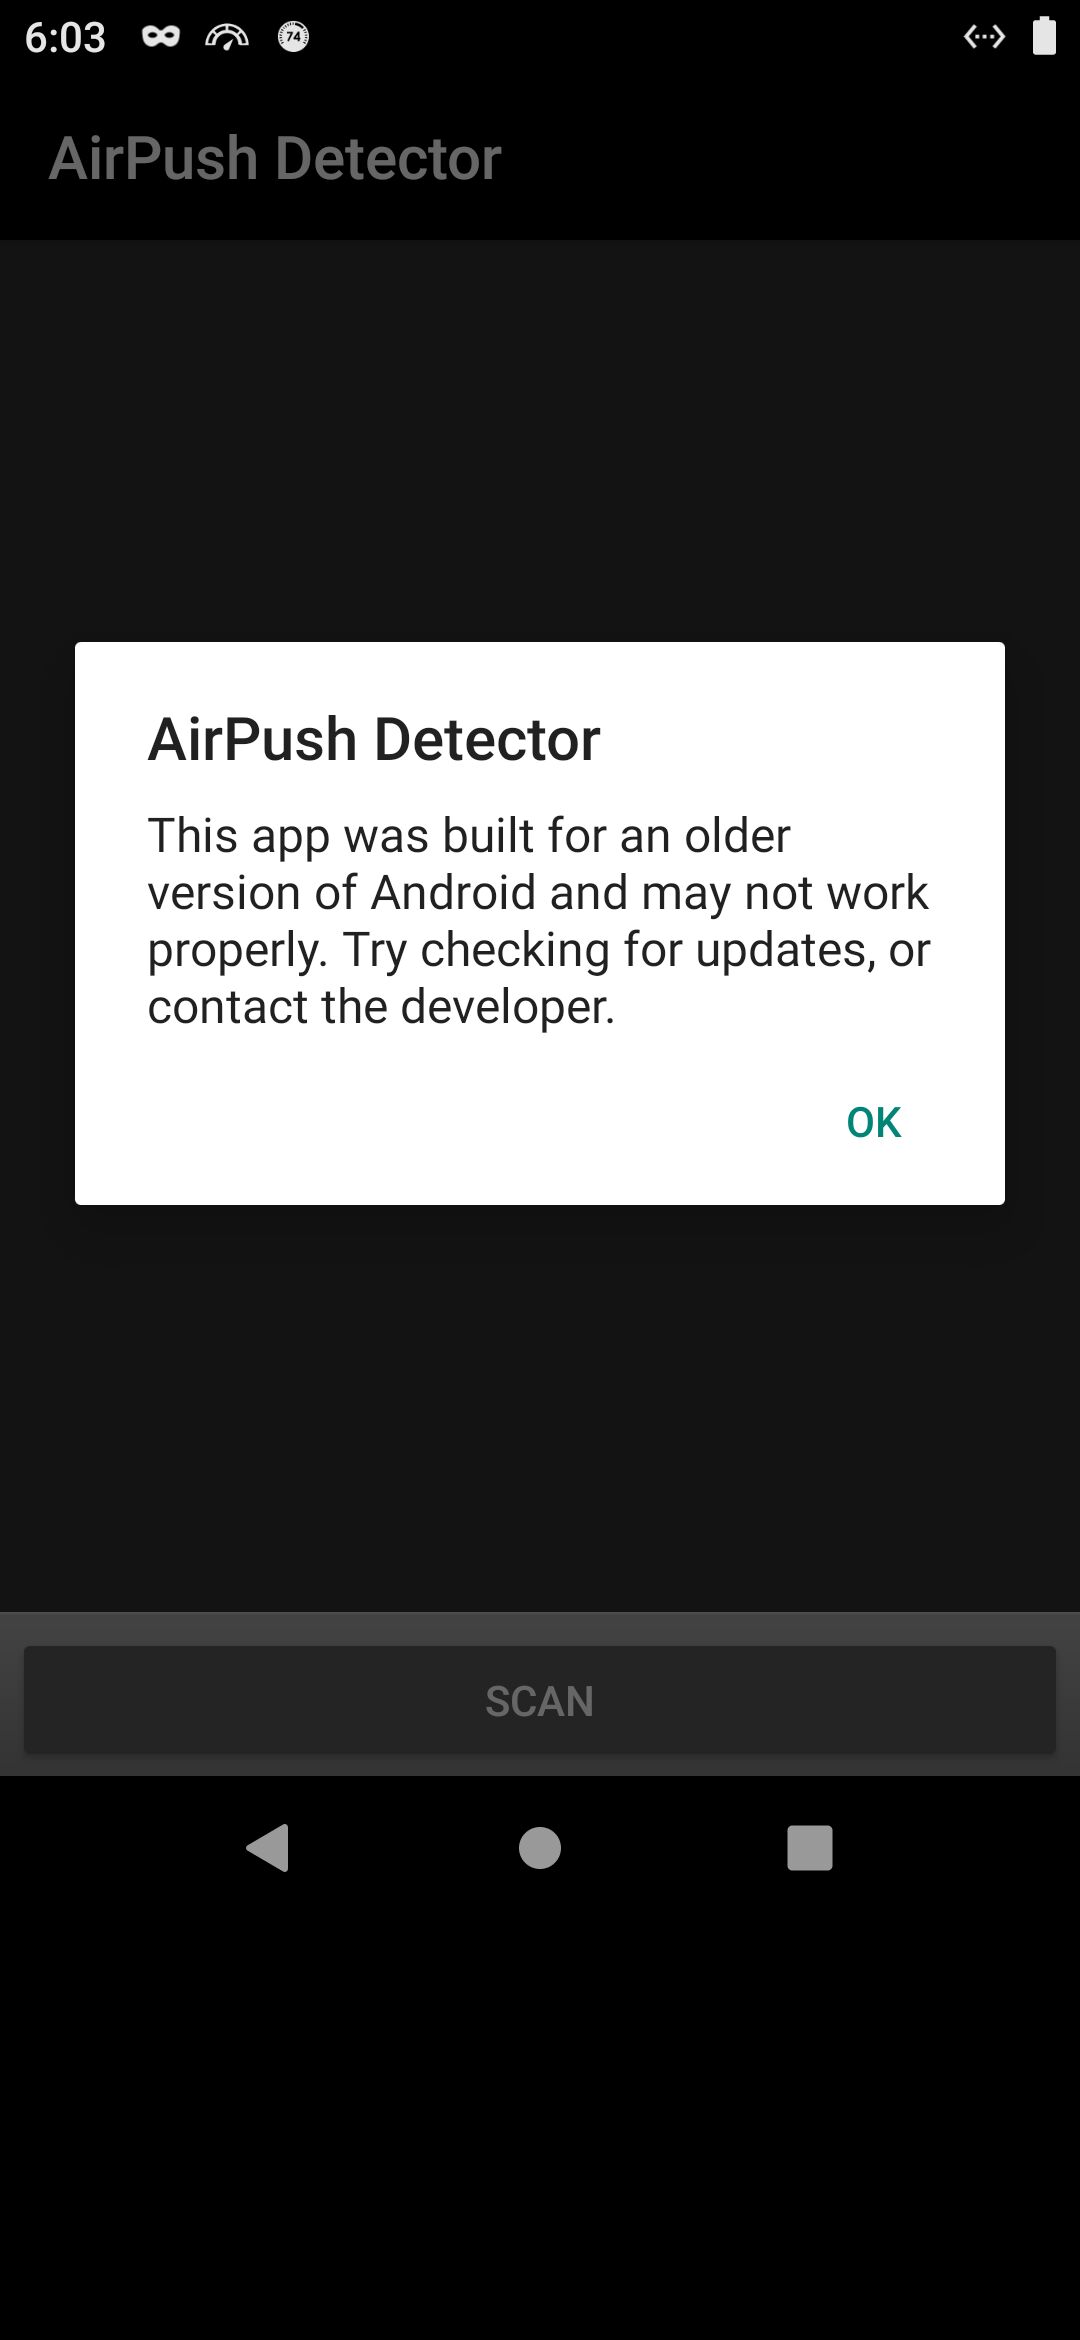 6:03
74
AirPush Detector
AirPush Detector
This app was built for an older
version of Android and may not work
properly. Try checking for updates, or
contact the developer.
OK
SCAN